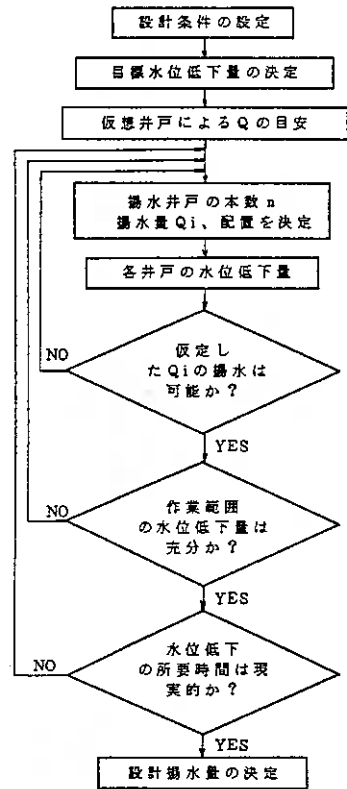 設計条件の設定
目標水位低下量の決定
仮想井戸によるQの目安
揚水井戸の本数n
揚水量Qi、配置を決定
各井戸の水位低下量
仮定し
たQiの揚水は
可能か?
NO
YES
作業範囲
の水位低下量は
充分か?
NO
YES
水位低下
の所要時間は現
実的か?
NO
YES
設計揚水量の決定